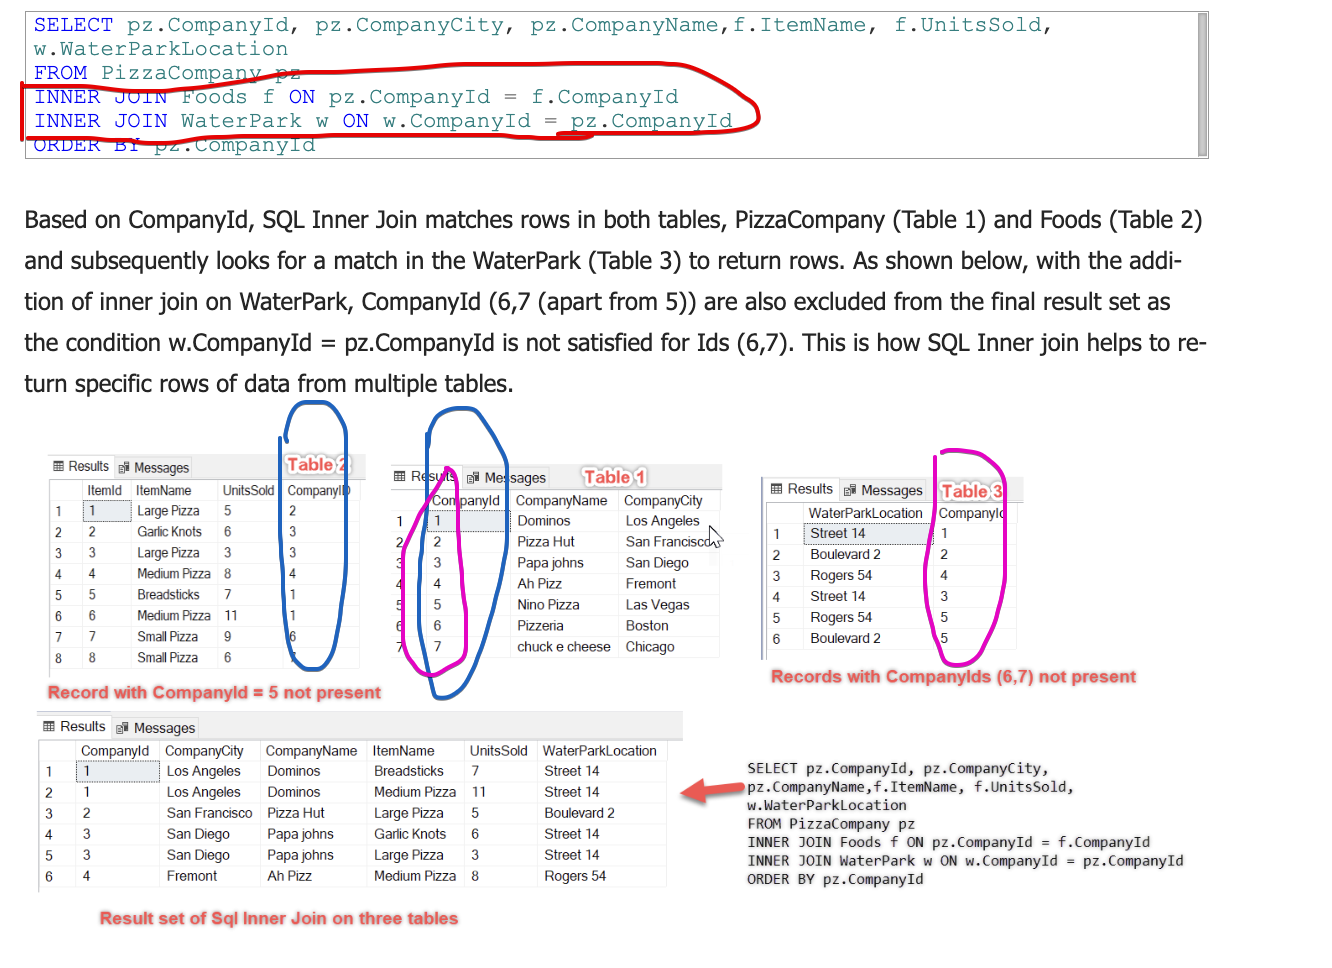 SELECT pz.CompanyId, pz.CompanyCity, pz.CompanyName,f.ItemName, f.UnitsSold,
w.WaterParkLocation
FROM PizzaCompany pz
INNER JOIN Foods f ON pz.CompanyId = f.CompanyId
INNER JOIN WaterPark w ON w.CompanyId = pz.CompanyId
ORDER BY pz.CompanyId
Based on CompanyId, SQL Inner Join matches rows in both tables, PizzaCompany (Table 1) and Foods (Table 2)
and subsequently looks for a match in the WaterPark (Table 3) to return rows. As shown below, with the addi-
tion of inner join on WaterPark, CompanyId (6,7 (apart from 5)) are also excluded from the final result set as
the condition w.CompanyId = pz.CompanyId is not satisfied for Ids (6,7). This is how SQL Inner join helps to re-
turn specific rows of data from multiple tables.
Results Messages Table 2
ItemId ItemName UnitsSold CompanyID
1 1 Large Pizza 5 2
2 2 Garlic Knots 6 3
3 3 Large Pizza 3 3
4 4 Medium Pizza 8 4
5 5 Breadsticks 7 1
6 6 Medium Pizza 11 1
7 7 Small Pizza 9 6
8 8 Small Pizza 6
Record with CompanyId = 5 not present
Results Messages Table 1
CompanyId CompanyName CompanyCity
1 1 Dominos Los Angeles
2 2 Pizza Hut San Francisco
3 3 Papa johns San Diego
4 4 Ah Pizz Fremont
5 5 Nino Pizza Las Vegas
6 6 Pizzeria Boston
7 7 chuck e cheese Chicago
Results Messages Table 3
WaterParkLocation CompanyId
1 Street 14 1
2 Boulevard 2 2
3 Rogers 54 4
4 Street 14 3
5 Rogers 54 5
6 Boulevard 2 5
Records with CompanyIds (6,7) not present
Results Messages
CompanyId CompanyCity CompanyName ItemName UnitsSold WaterParkLocation
1 1 Los Angeles Dominos Breadsticks 7 Street 14
2 1 Los Angeles Dominos Medium Pizza 11 Street 14
3 2 San Francisco Pizza Hut Large Pizza 5 Boulevard 2
4 3 San Diego Papa johns Garlic Knots 6 Street 14
5 3 San Diego Papa johns Large Pizza 3 Street 14
6 4 Fremont Ah Pizz Medium Pizza 8 Rogers 54
Result set of Sql Inner Join on three tables
SELECT pz.CompanyId, pz.CompanyCity,
pz.CompanyName,f.ItemName, f.UnitsSold,
w.WaterParkLocation
FROM PizzaCompany pz
INNER JOIN Foods f ON pz.CompanyId = f.CompanyId
INNER JOIN WaterPark w ON w.CompanyId = pz.CompanyId
ORDER BY pz.CompanyId